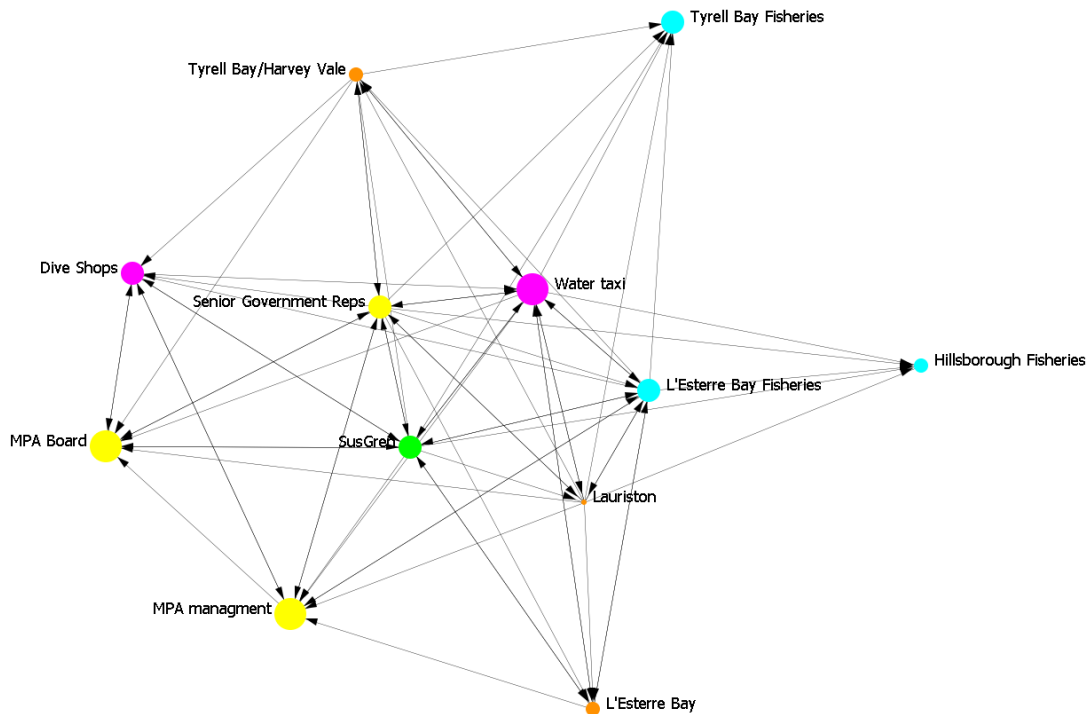 Tyrell Bay Fisheries
Tyrell Bay/Harvey Vale
Dive Shops
Water taxi
Senior Government Reps
Hillsborough Fisheries
L'Esterre Bay Fisheries
MPA Board
SusGren
Lauriston
MPA managment
L'Esterre Bay